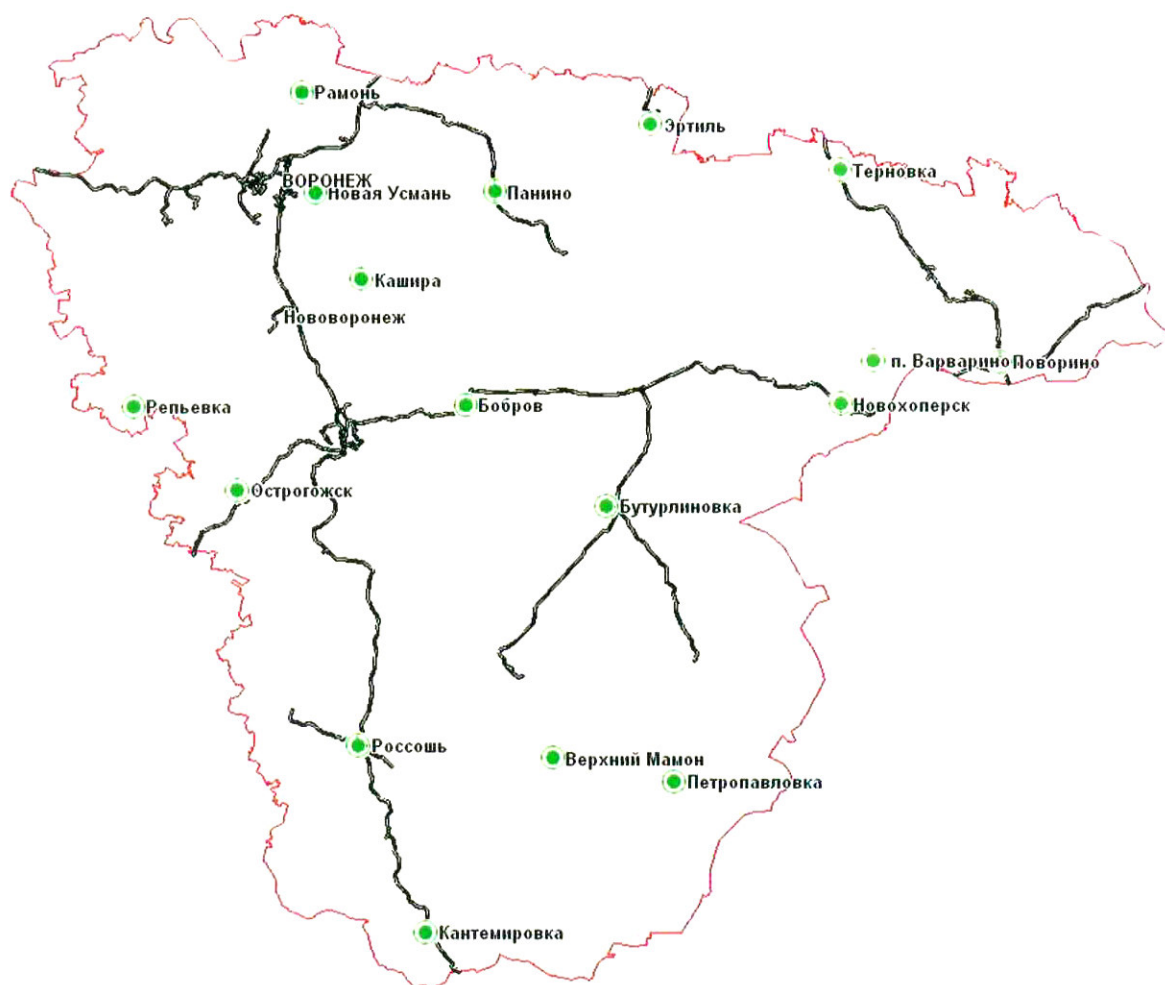 Рамонь
Эртиль
ВОРОНЕЖ
Терновка
Новая Усмань
Панино
Кашира
Нововоронеж
п. Варварино
Поворино
Репьевка
Бобров
Новохоперск
Острогожск
Бутурлиновка
Россошь
Верхний Мамон
Петропавловка
Кантемировка